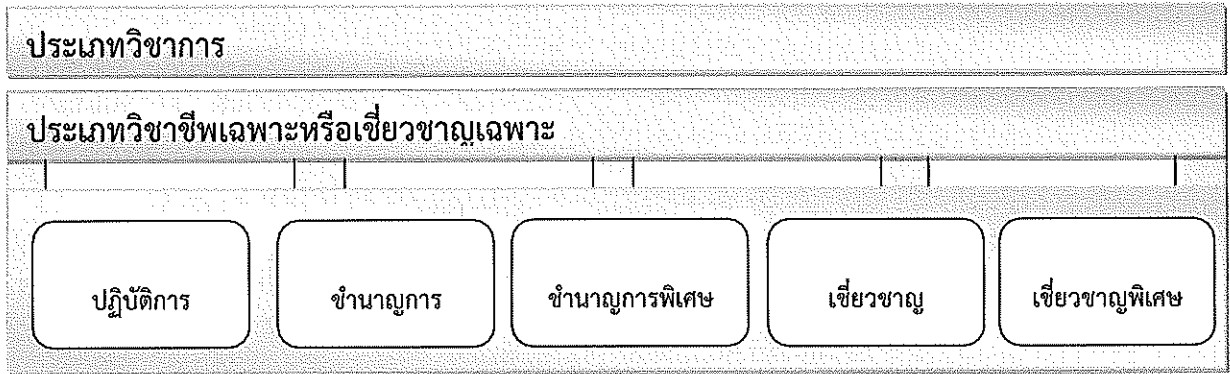 ประเภทวิชาการ
ประเภทวิชาชีพเฉพาะหรือเชี่ยวชาญเฉพาะ
ปฏิบัติการ ชำนาญการ ชำนาญการพิเศษ เชี่ยวชาญ เชี่ยวชาญพิเศษ